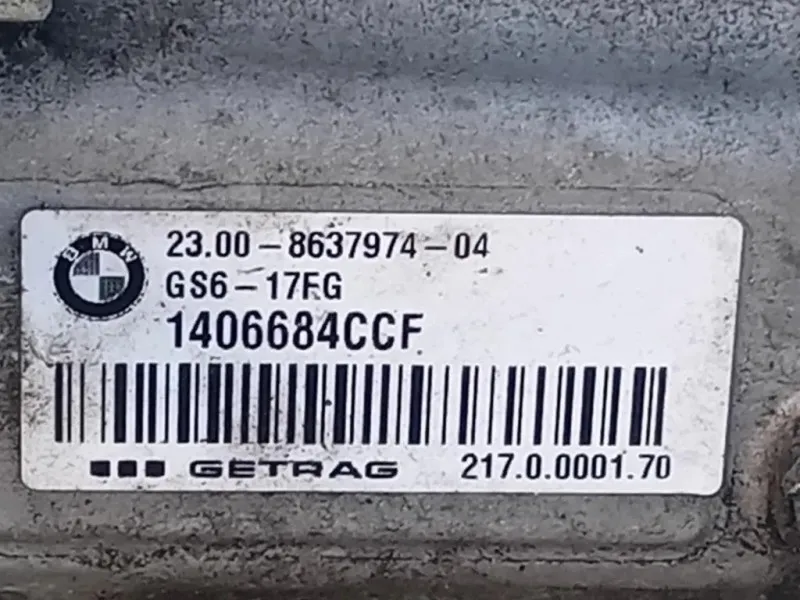 BMW
23.00-8637974-04
GS6-17FG
1406684CCF
GETRAG 217.0.0001.70